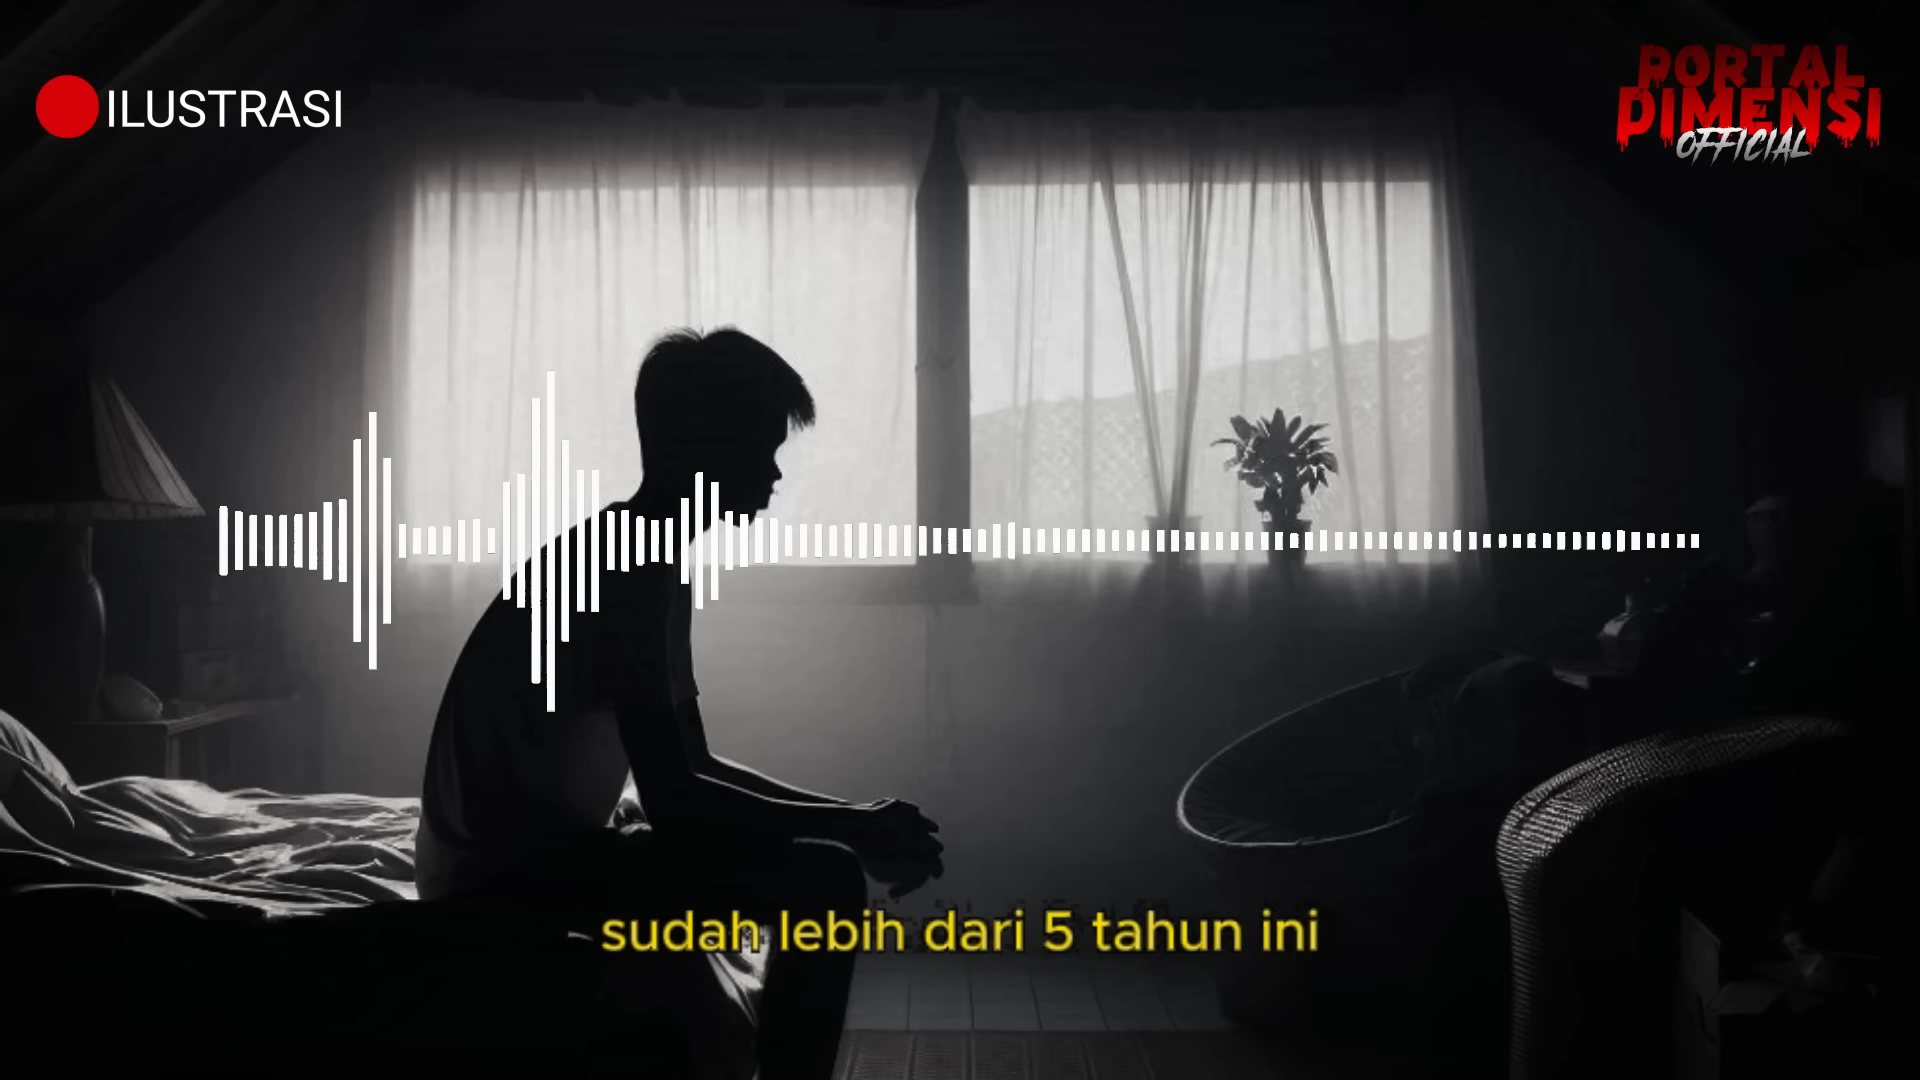 ILUSTRASI
PORTAL
DIMENSI
OFFICIAL
sudah lebih dari 5 tahun ini